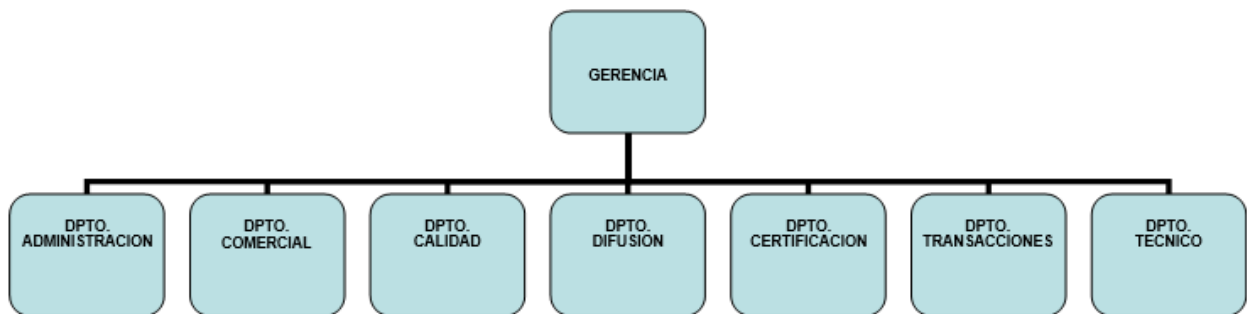 GERENCIA
DPTO.
ADMINISTRACION
DPTO.
COMERCIAL
DPTO.
CALIDAD
DPTO.
DIFUSION
DPTO.
CERTIFICACION
DPTO.
TRANSACCIONES
DPTO.
TECNICO